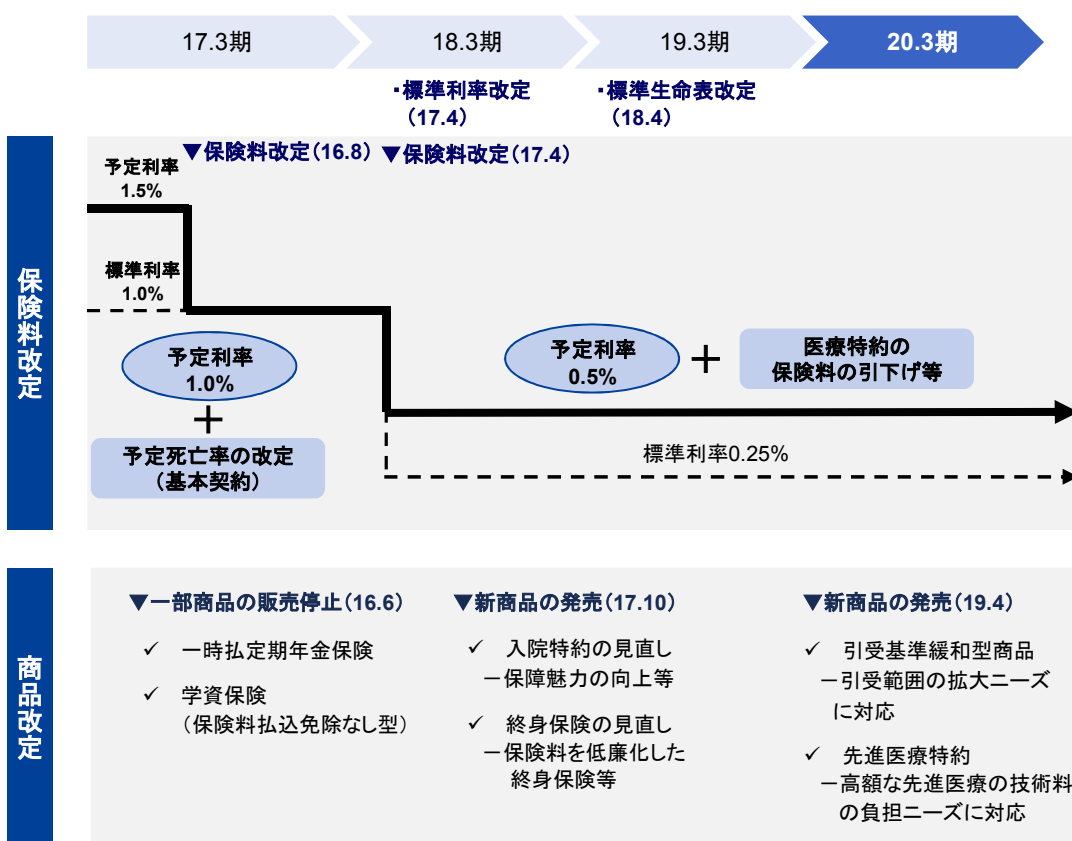 17.3期
18.3期
19.3期
20.3期
・標準利率改定
（17.4）
・標準生命表改定
（18.4）
保険料改定
▼保険料改定（16.8）
▼保険料改定（17.4）
予定利率
1.5%
標準利率
1.0%
予定利率
1.0%
＋
予定死亡率の改定
（基本契約）
予定利率
0.5%
＋
医療特約の
保険料の引下げ等
標準利率0.25%
商品改定
▼一部商品の販売停止（16.6）
✓ 一時払定期年金保険
✓ 学資保険
（保険料払込免除なし型）
▼新商品の発売（17.10）
✓ 入院特約の見直し
－保障魅力の向上等
✓ 終身保険の見直し
－保険料を低廉化した
終身保険等
▼新商品の発売（19.4）
✓ 引受基準緩和型商品
－引受範囲の拡大ニーズ
に対応
✓ 先進医療特約
－高額な先進医療の技術料
の負担ニーズに対応